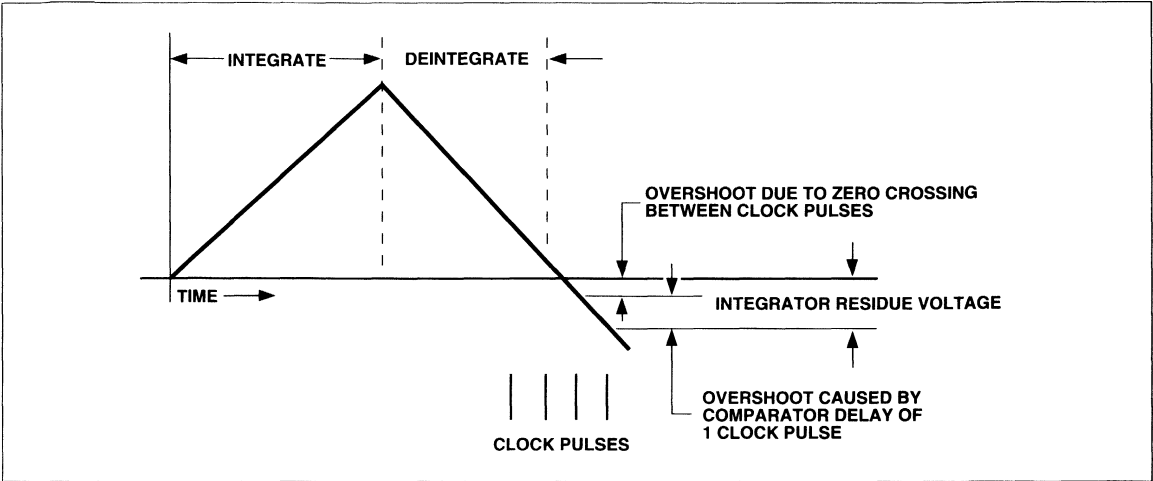 INTEGRATE
DEINTEGRATE
OVERSHOOT DUE TO ZERO CROSSING
BETWEEN CLOCK PULSES
TIME
INTEGRATOR RESIDUE VOLTAGE
OVERSHOOT CAUSED BY
COMPARATOR DELAY OF
1 CLOCK PULSE
CLOCK PULSES